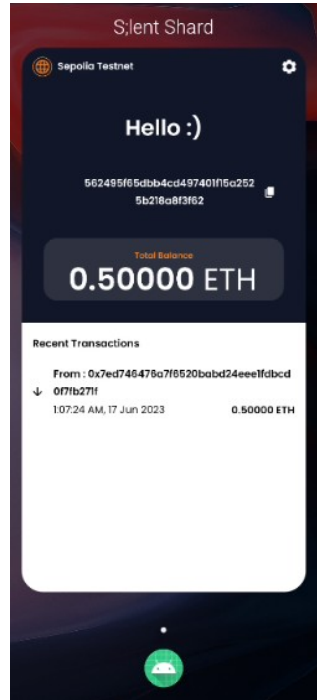 S;lent Shard
Sepolia Testnet
Hello :)
562495f65dbb4cd497401f15a252
5b218a8f3f62
Total Balance
0.50000 ETH
Recent Transactions
From : 0x7ed746476a7f6520babd24eee1fdbcd
0f7fb271f
1:07:24 AM, 17 Jun 2023
0.50000 ETH